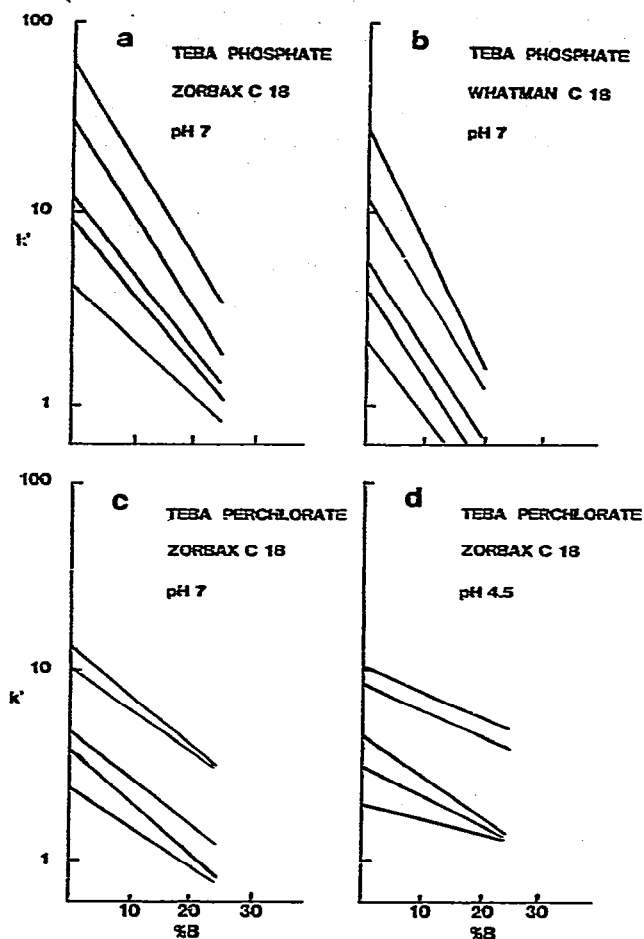 100
a
TEBA PHOSPHATE
ZORBAX C 18
pH 7
10
k'
1
b
TEBA PHOSPHATE
WHATMAN C 18
pH 7
100
c
TEBA PERCHLORATE
ZORBAX C 18
pH 7
10
k'
1
10 20 30
%B
d
TEBA PERCHLORATE
ZORBAX C 18
pH 4.5
10 20 30
%B